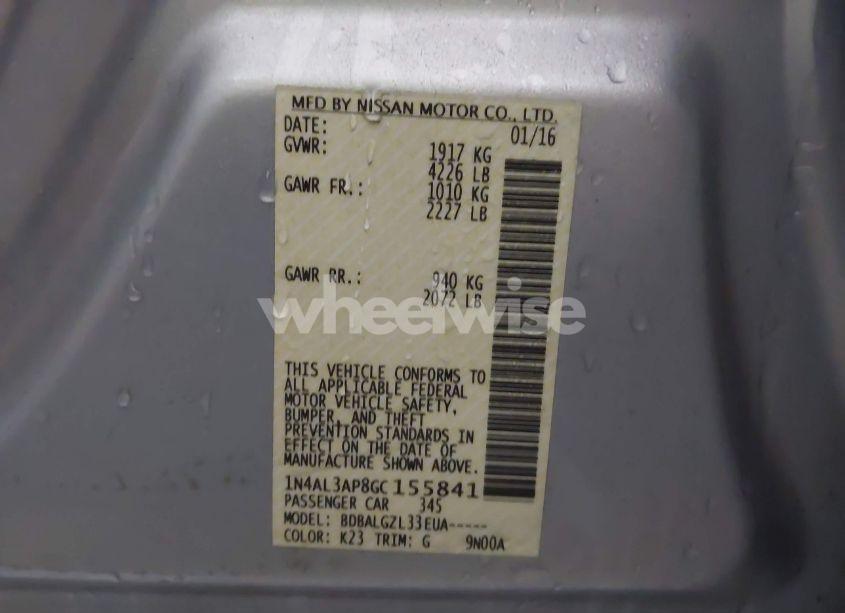 MFD BY NISSAN MOTOR CO., LTD.
DATE: 01/16
GVWR: 1917 KG
4226 LB
GAWR FR.: 1010 KG
2227 LB
GAWR RR.: 940 KG
2072 LB
wheelwise
THIS VEHICLE CONFORMS TO
ALL APPLICABLE FEDERAL
MOTOR VEHICLE SAFETY,
BUMPER, AND THEFT
PREVENTION STANDARDS IN
EFFECT ON THE DATE OF
MANUFACTURE SHOWN ABOVE.
1N4AL3AP8GC155841
PASSENGER CAR 345
MODEL: BDBALGZL33EUA-----
COLOR: K23 TRIM: G 9N00A